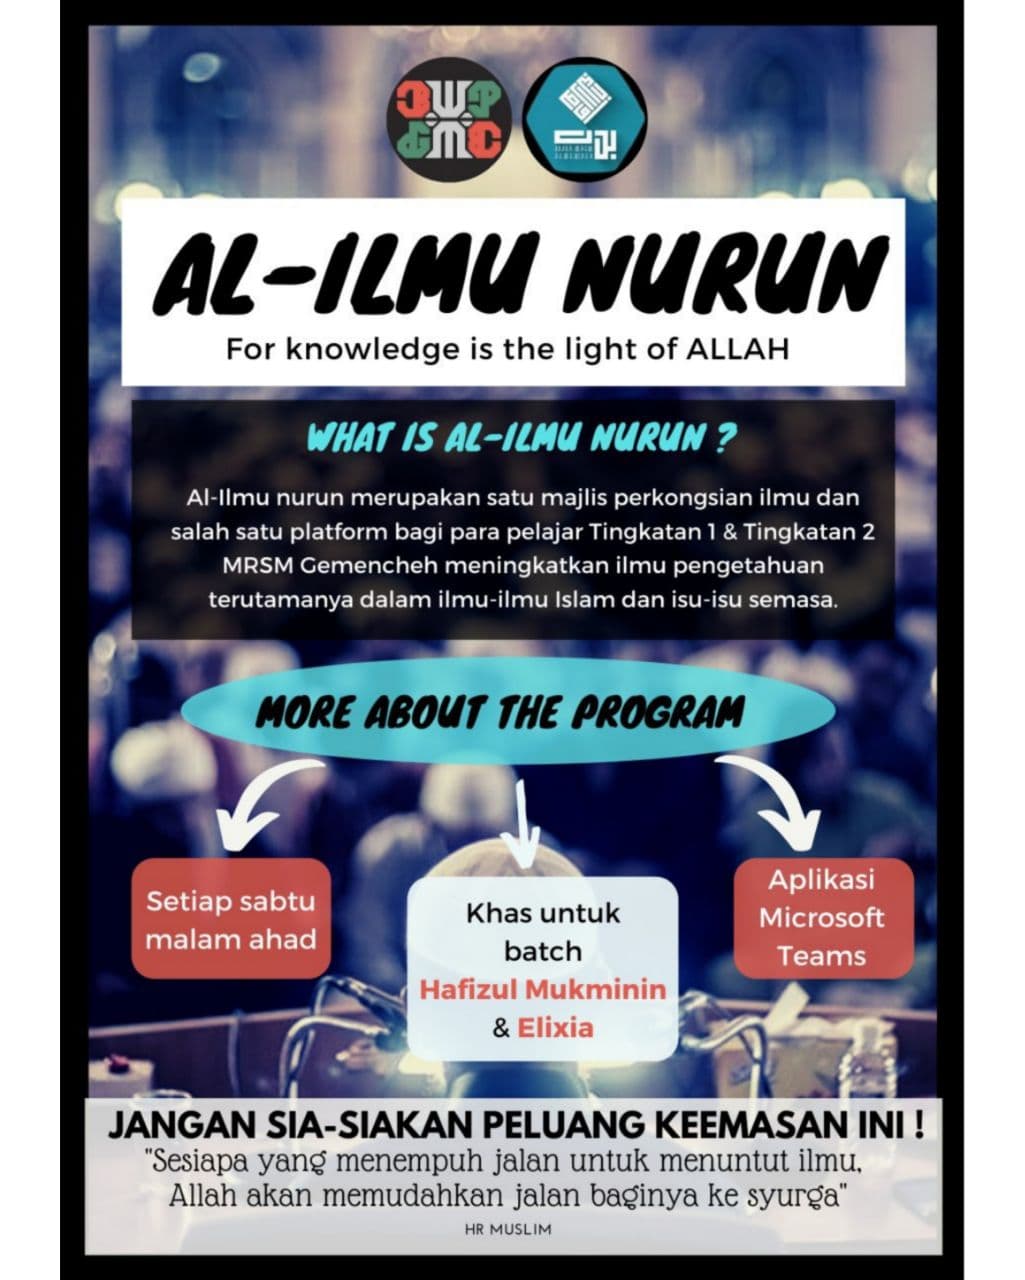 AL-ILMU NURUN
For knowledge is the light of ALLAH
WHAT IS AL-ILMU NURUN ?
Al-Ilmu nurun merupakan satu majlis perkongsian ilmu dan
salah satu platform bagi para pelajar Tingkatan 1 & Tingkatan 2
MRSM Gemencheh meningkatkan ilmu pengetahuan
terutamanya dalam ilmu-ilmu Islam dan isu-isu semasa.
MORE ABOUT THE PROGRAM
Setiap sabtu
malam ahad
Khas untuk
batch
Hafizul Mukminin
& Elixia
Aplikasi
Microsoft
Teams
JANGAN SIA-SIAKAN PELUANG KEEMASAN INI !
"Sesiapa yang menempuh jalan untuk menuntut ilmu,
Allah akan memudahkan jalan baginya ke syurga"
HR MUSLIM